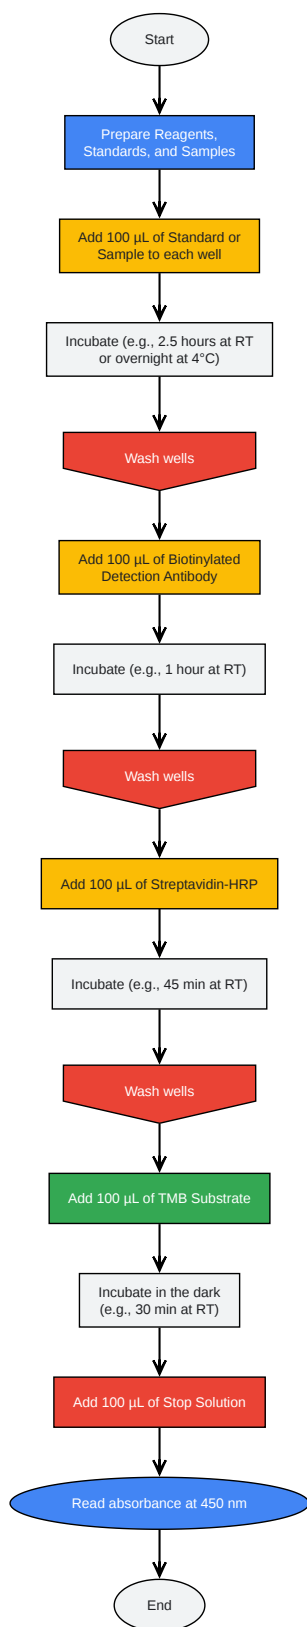 Start
Prepare Reagents,
Standards, and Samples
Add 100 µL of Standard or
Sample to each well
Incubate (e.g., 2.5 hours at RT
or overnight at 4°C)
Wash wells
Add 100 µL of Biotinylated
Detection Antibody
Incubate (e.g., 1 hour at RT)
Wash wells
Add 100 µL of Streptavidin-HRP
Incubate (e.g., 45 min at RT)
Wash wells
Add 100 µL of TMB Substrate
Incubate in the dark
(e.g., 30 min at RT)
Add 100 µL of Stop Solution
Read absorbance at 450 nm
End